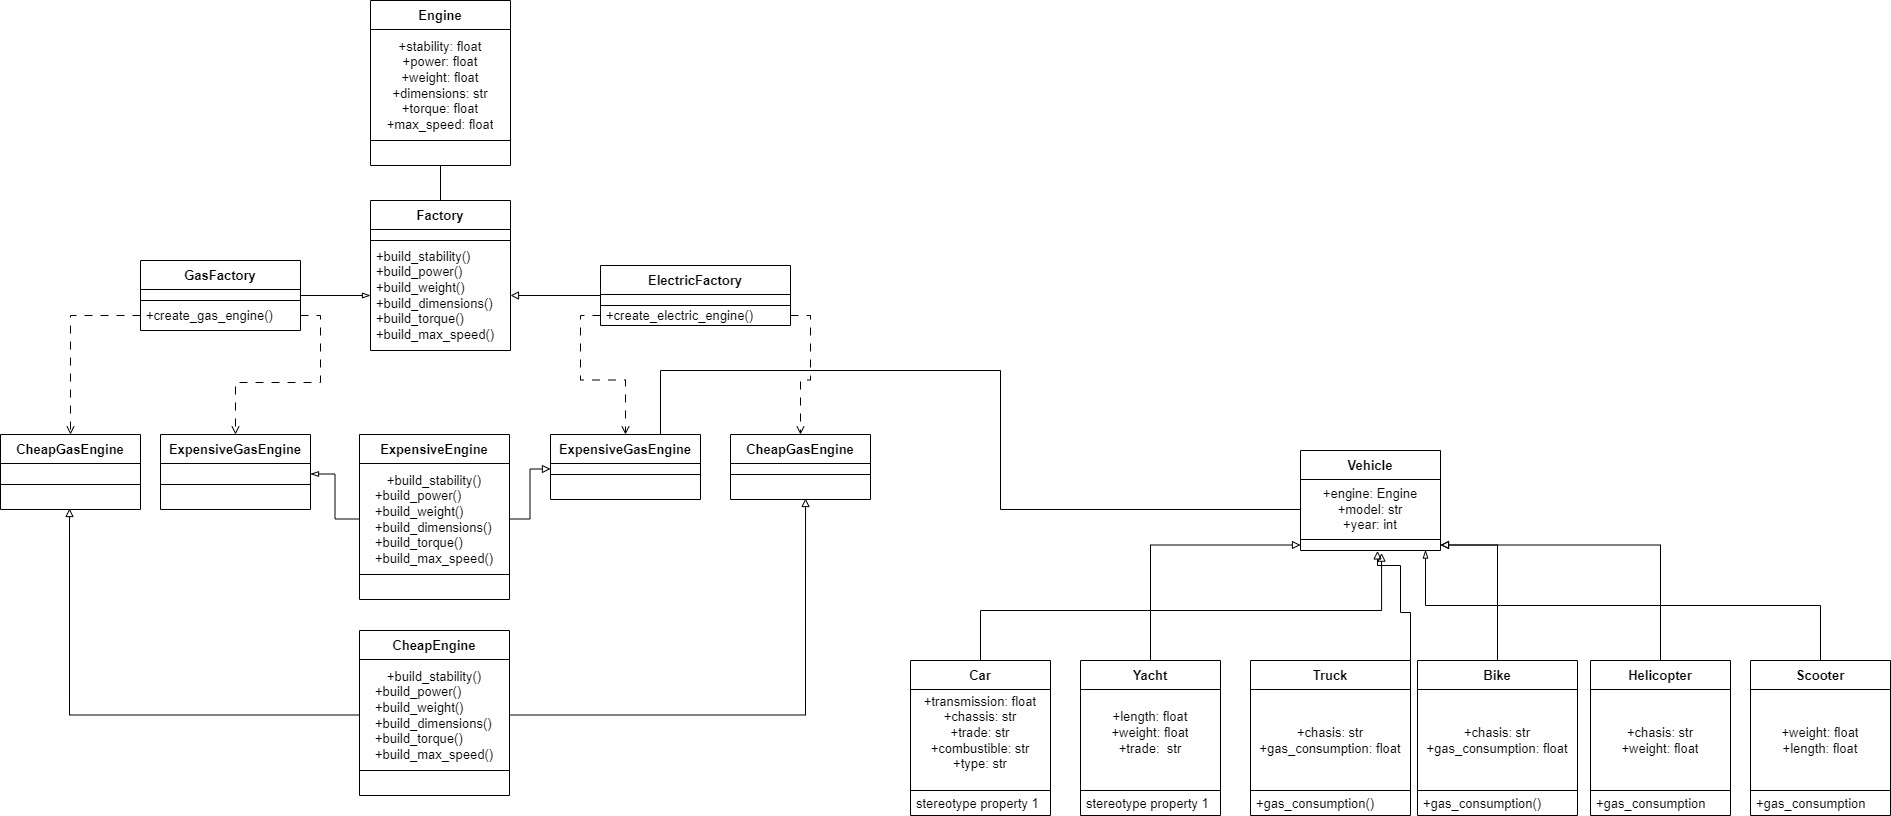 Engine
+stability: float
+power: float
+weight: float
+dimensions: str
+torque: float
+max_speed: float
Factory
+build_stability()
+build_power()
+build_weight()
+build_dimensions()
+build_torque()
+build_max_speed()
GasFactory
+create_gas_engine()
ElectricFactory
+create_electric_engine()
CheapGasEngine
ExpensiveGasEngine
ExpensiveEngine
+build_stability()
+build_power()
+build_weight()
+build_dimensions()
+build_torque()
+build_max_speed()
ExpensiveGasEngine
CheapGasEngine
CheapEngine
+build_stability()
+build_power()
+build_weight()
+build_dimensions()
+build_torque()
+build_max_speed()
Vehicle
+engine: Engine
+model: str
+year: int
Car
+transmission: float
+chassis: str
+trade: str
+combustible: str
+type: str
stereotype property 1
Yacht
+length: float
+weight: float
+trade: str
stereotype property 1
Truck
+chasis: str
+gas_consumption: float
+gas_consumption()
Bike
+chasis: str
+gas_consumption: float
+gas_consumption()
Helicopter
+chasis: str
+weight: float
+gas_consumption
Scooter
+weight: float
+length: float
+gas_consumption